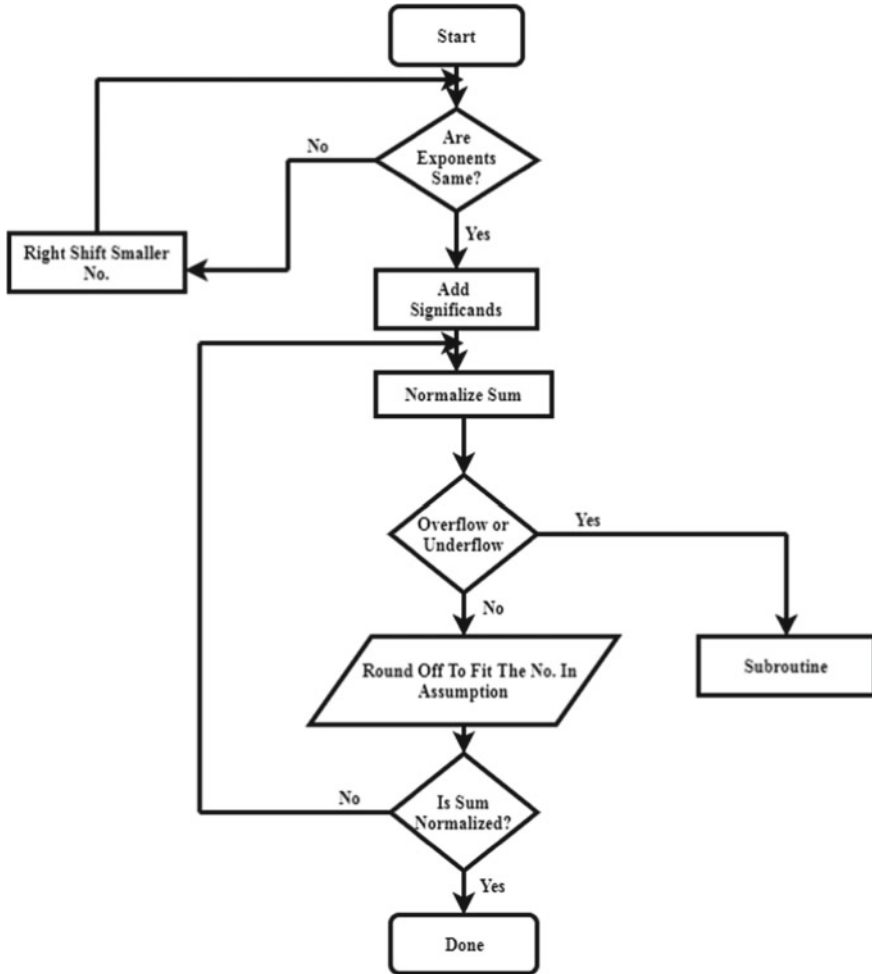 Start
Are
Exponents
Same?
No
Yes
Right Shift Smaller
No.
Add
Significands
Normalize Sum
Overflow or
Underflow
Yes
No
Round Off To Fit The No. In
Assumption
Subroutine
Is Sum
Normalized?
No
Yes
Done